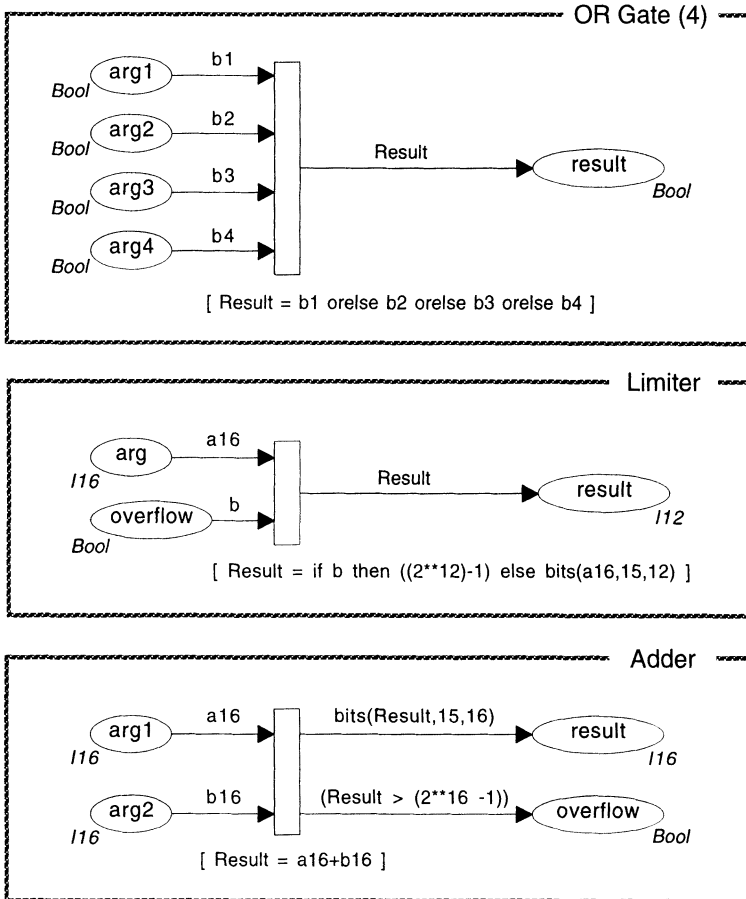 OR Gate (4)
arg1
b1
Bool
arg2
b2
Bool
Result
result
Bool
arg3
b3
Bool
arg4
b4
Bool
[ Result = b1 orelse b2 orelse b3 orelse b4 ]
Limiter
arg
a16
I16
Result
result
I12
overflow
b
Bool
[ Result = if b then ((2**12)-1) else bits(a16,15,12) ]
Adder
arg1
a16
I16
bits(Result,15,16)
result
I16
arg2
b16
I16
(Result > (2**16 -1))
overflow
Bool
[ Result = a16+b16 ]